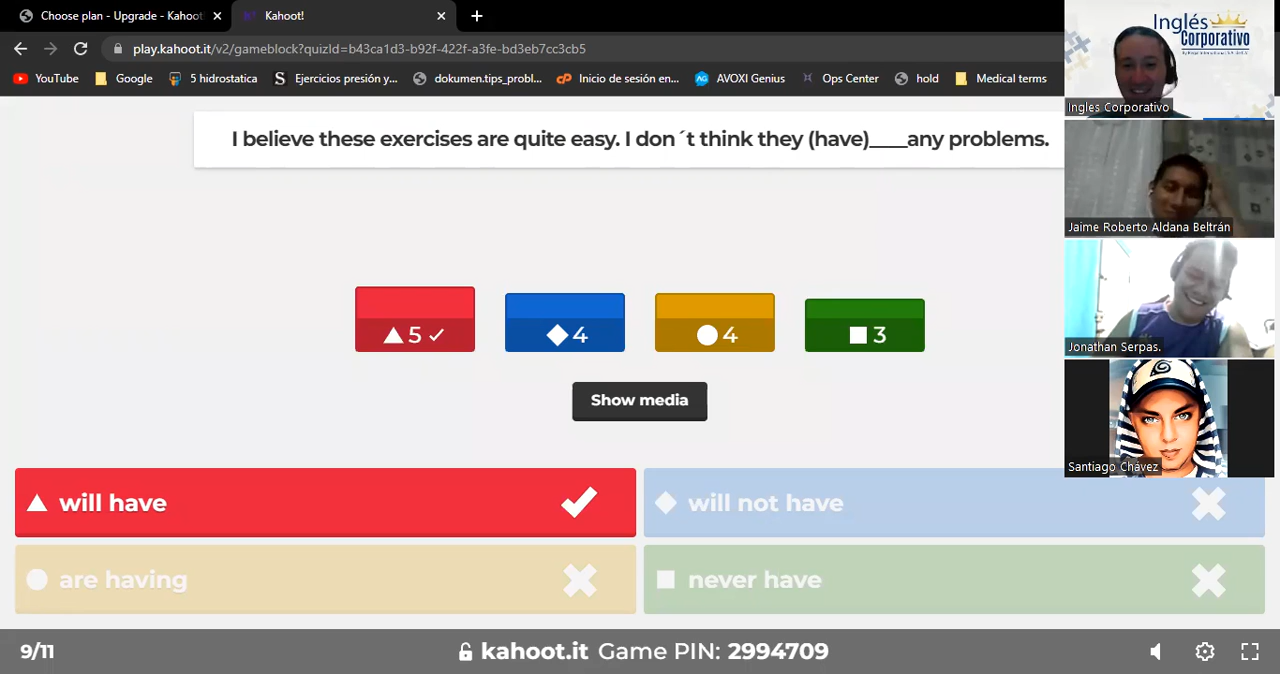 Choose plan - Upgrade - Kahoot!
Kahoot!
play.kahoot.it/v2/gameblock?quizId=b43ca1d3-b92f-422f-a3fe-bd3eb7cc3cb5
YouTube
Google
5 hidrostatica
Ejercicios presión y...
dokumen.tips_probl...
Inicio de sesión en...
AVOXI Genius
Ops Center
hold
Medical terms
Inglés
Corporativo
Ingles Corporativo
I believe these exercises are quite easy. I don´t think they (have)____any problems.
Jaime Roberto Aldana Beltrán
5
4
4
3
Jonathan Serpas.
Show media
Santiago Chávez
will have
will not have
are having
never have
9/11
kahoot.it Game PIN: 2994709